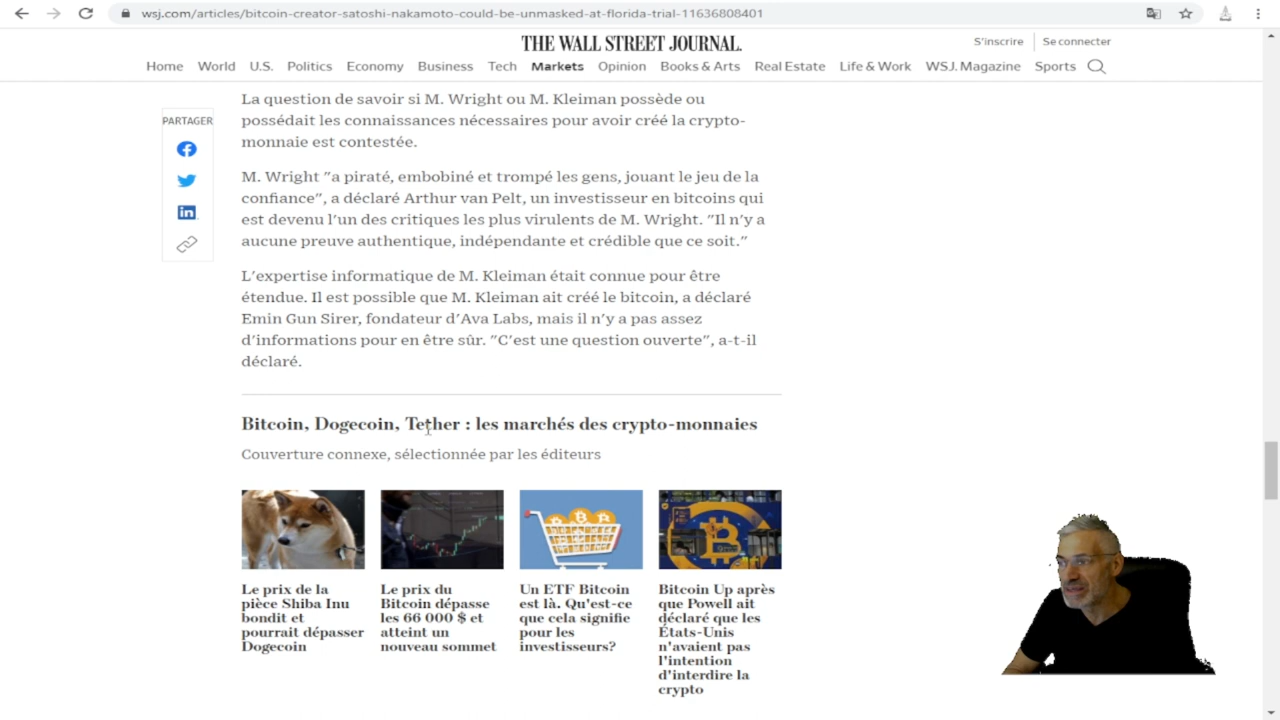 wsj.com/articles/bitcoin-creator-satoshi-nakamoto-could-be-unmasked-at-florida-trial-11636808401
THE WALL STREET JOURNAL.
S'inscrire
Se connecter
Home World U.S. Politics Economy Business Tech Markets Opinion Books & Arts Real Estate Life & Work WSJ. Magazine Sports
PARTAGER
La question de savoir si M. Wright ou M. Kleiman possède ou
possédait les connaissances nécessaires pour avoir créé la crypto-
monnaie est contestée.
M. Wright "a piraté, embobiné et trompé les gens, jouant le jeu de la
confiance", a déclaré Arthur van Pelt, un investisseur en bitcoins qui
est devenu l'un des critiques les plus virulents de M. Wright. "Il n'y a
aucune preuve authentique, indépendante et crédible que ce soit."
L'expertise informatique de M. Kleiman était connue pour être
étendue. Il est possible que M. Kleiman ait créé le bitcoin, a déclaré
Emin Gun Sirer, fondateur d'Ava Labs, mais il n'y a pas assez
d'informations pour en être sûr. "C'est une question ouverte", a-t-il
déclaré.
Bitcoin, Dogecoin, Tether : les marchés des crypto-monnaies
Couverture connexe, sélectionnée par les éditeurs
Le prix de la
pièce Shiba Inu
bondit et
pourrait dépasser
Dogecoin
Le prix du
Bitcoin dépasse
les 66 000 $ et
atteint un
nouveau sommet
Un ETF Bitcoin
est là. Qu'est-ce
que cela signifie
pour les
investisseurs?
Bitcoin Up après
que Powell ait
déclaré que les
États-Unis
n'avaient pas
l'intention
d'interdire la
crypto